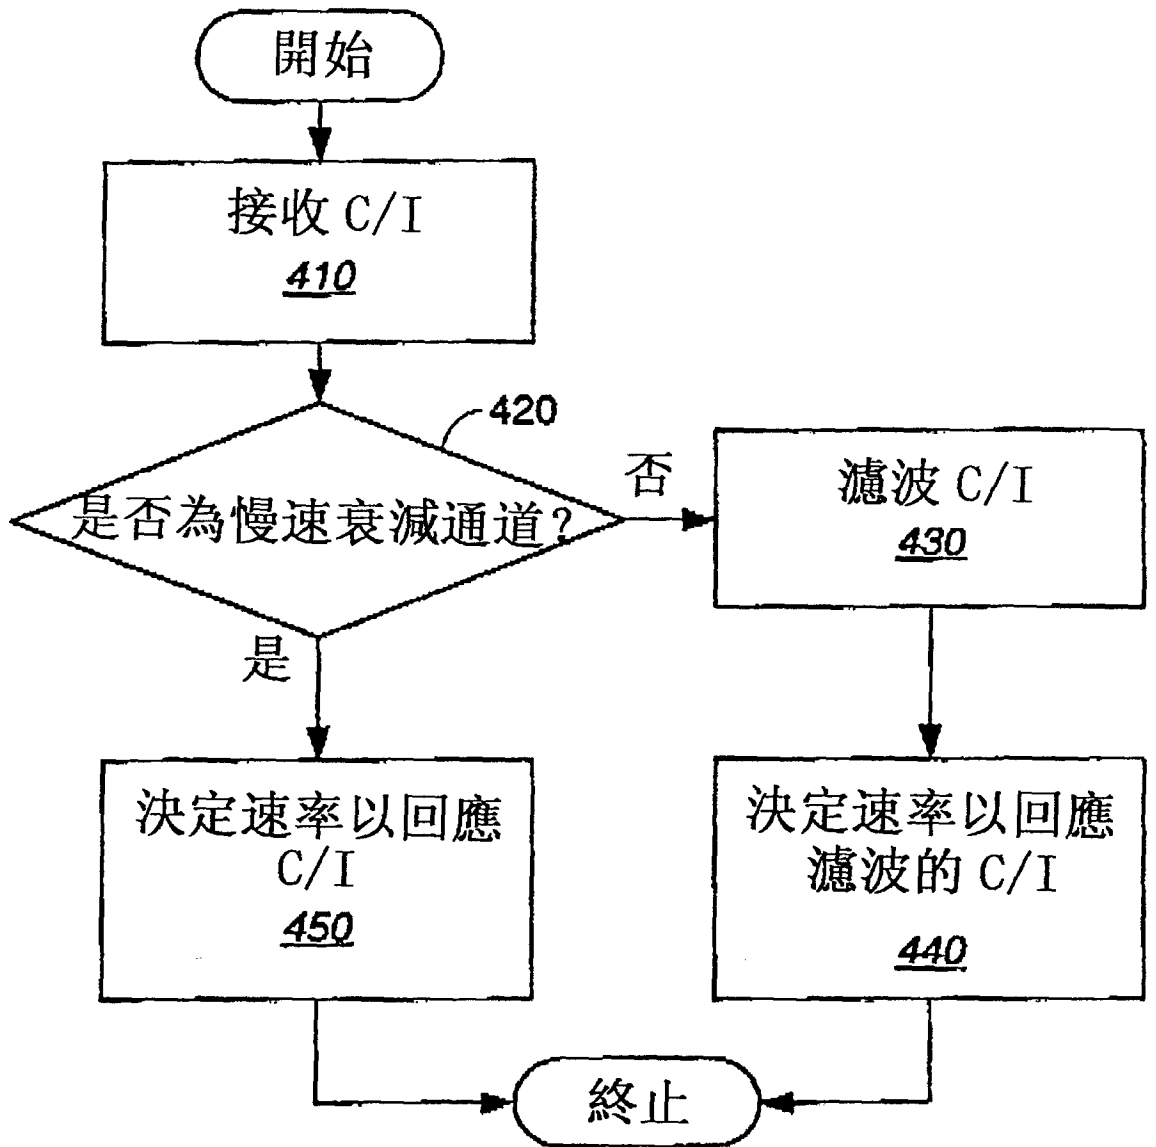 開始
接收 C/I
410
420
是否為慢速衰減通道?
否
濾波 C/I
430
是
決定速率以回應
C/I
450
決定速率以回應
濾波的 C/I
440
終止